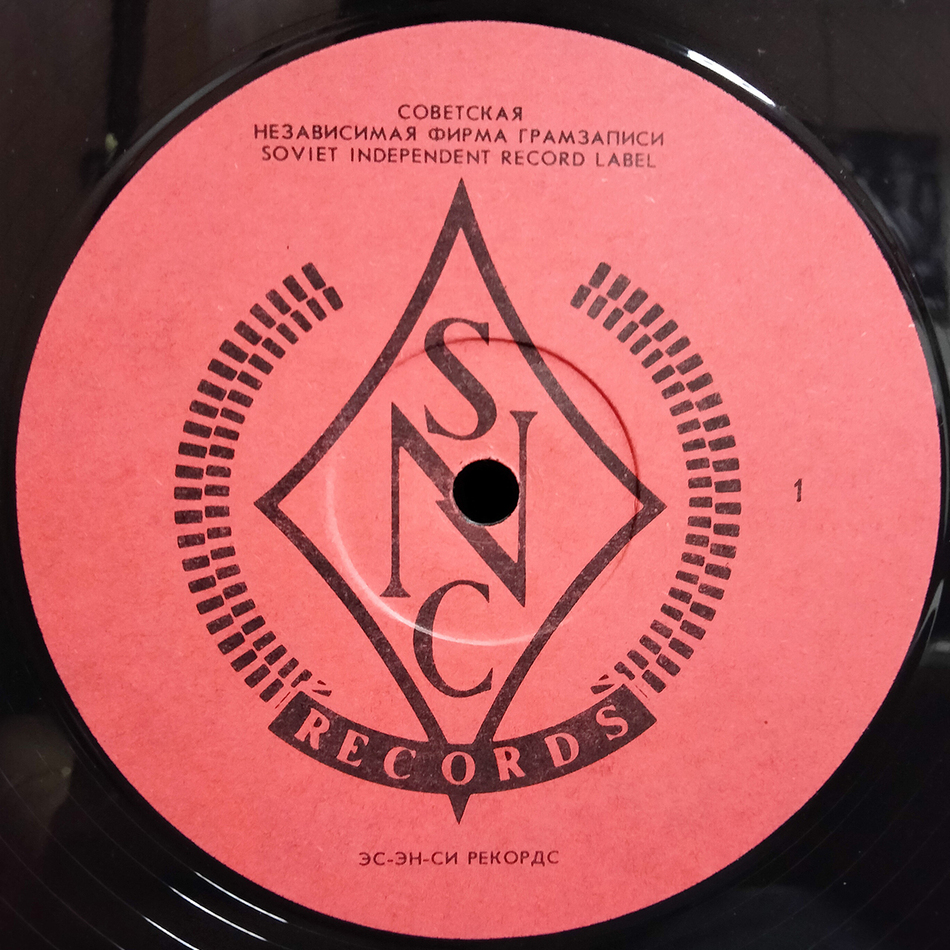 СОВЕТСКАЯ
НЕЗАВИСИМАЯ ФИРМА ГРАМЗАПИСИ
SOVIET INDEPENDENT RECORD LABEL
S
N
C
1
RECORDS
ЭС-ЭН-СИ РЕКОРДС